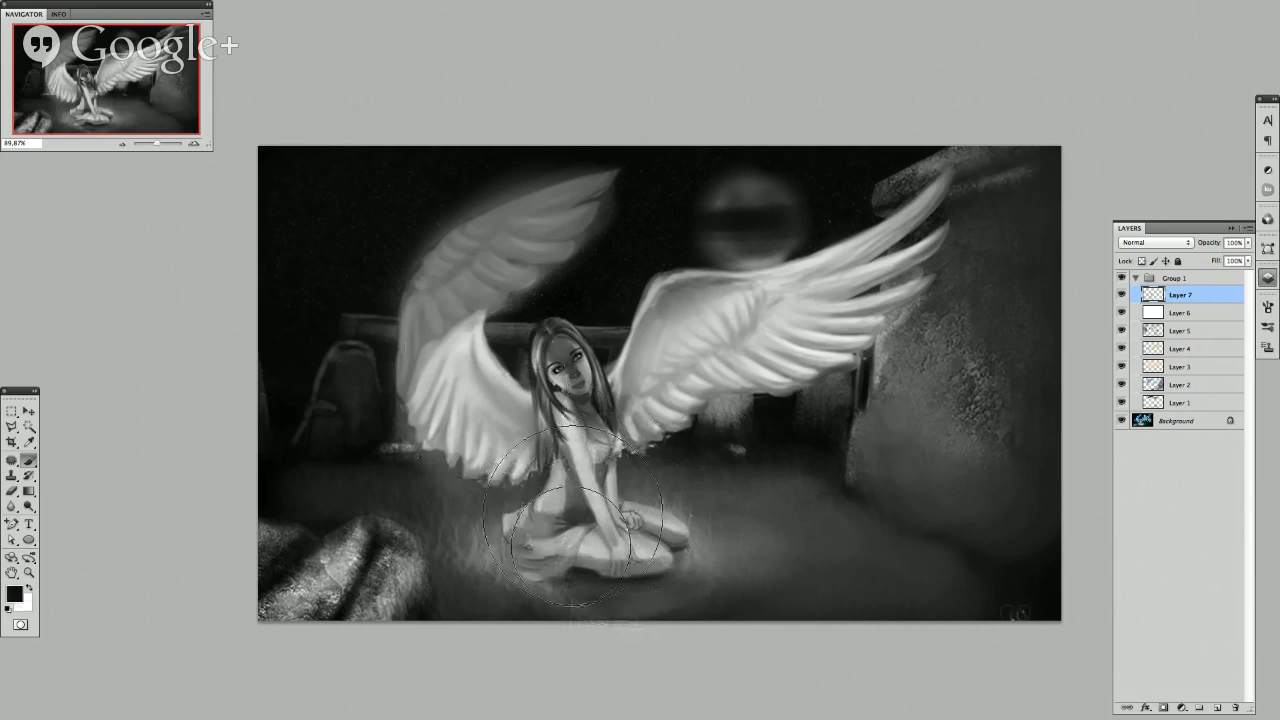 NAVIGATOR INFO
Google+
89,87%
LAYERS
Normal Opacity: 100%
Lock: Fill: 100%
Group 1
Layer 7
Layer 6
Layer 5
Layer 4
Layer 3
Layer 2
Layer 1
Background
A
¶
ku
T